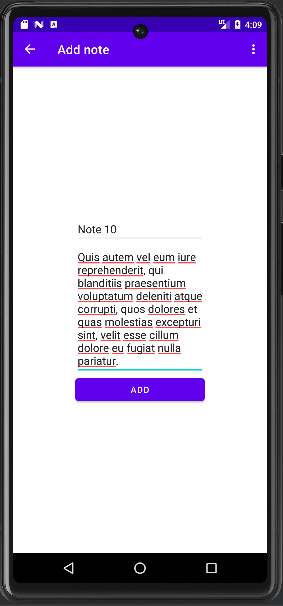 4:09
Add note
Note 10
Quis autem vel eum iure
reprehenderit, qui
blanditiis praesentium
voluptatum deleniti atque
corrupti, quos dolores et
quas molestias excepturi
sint, velit esse cillum
dolore eu fugiat nulla
pariatur.
ADD